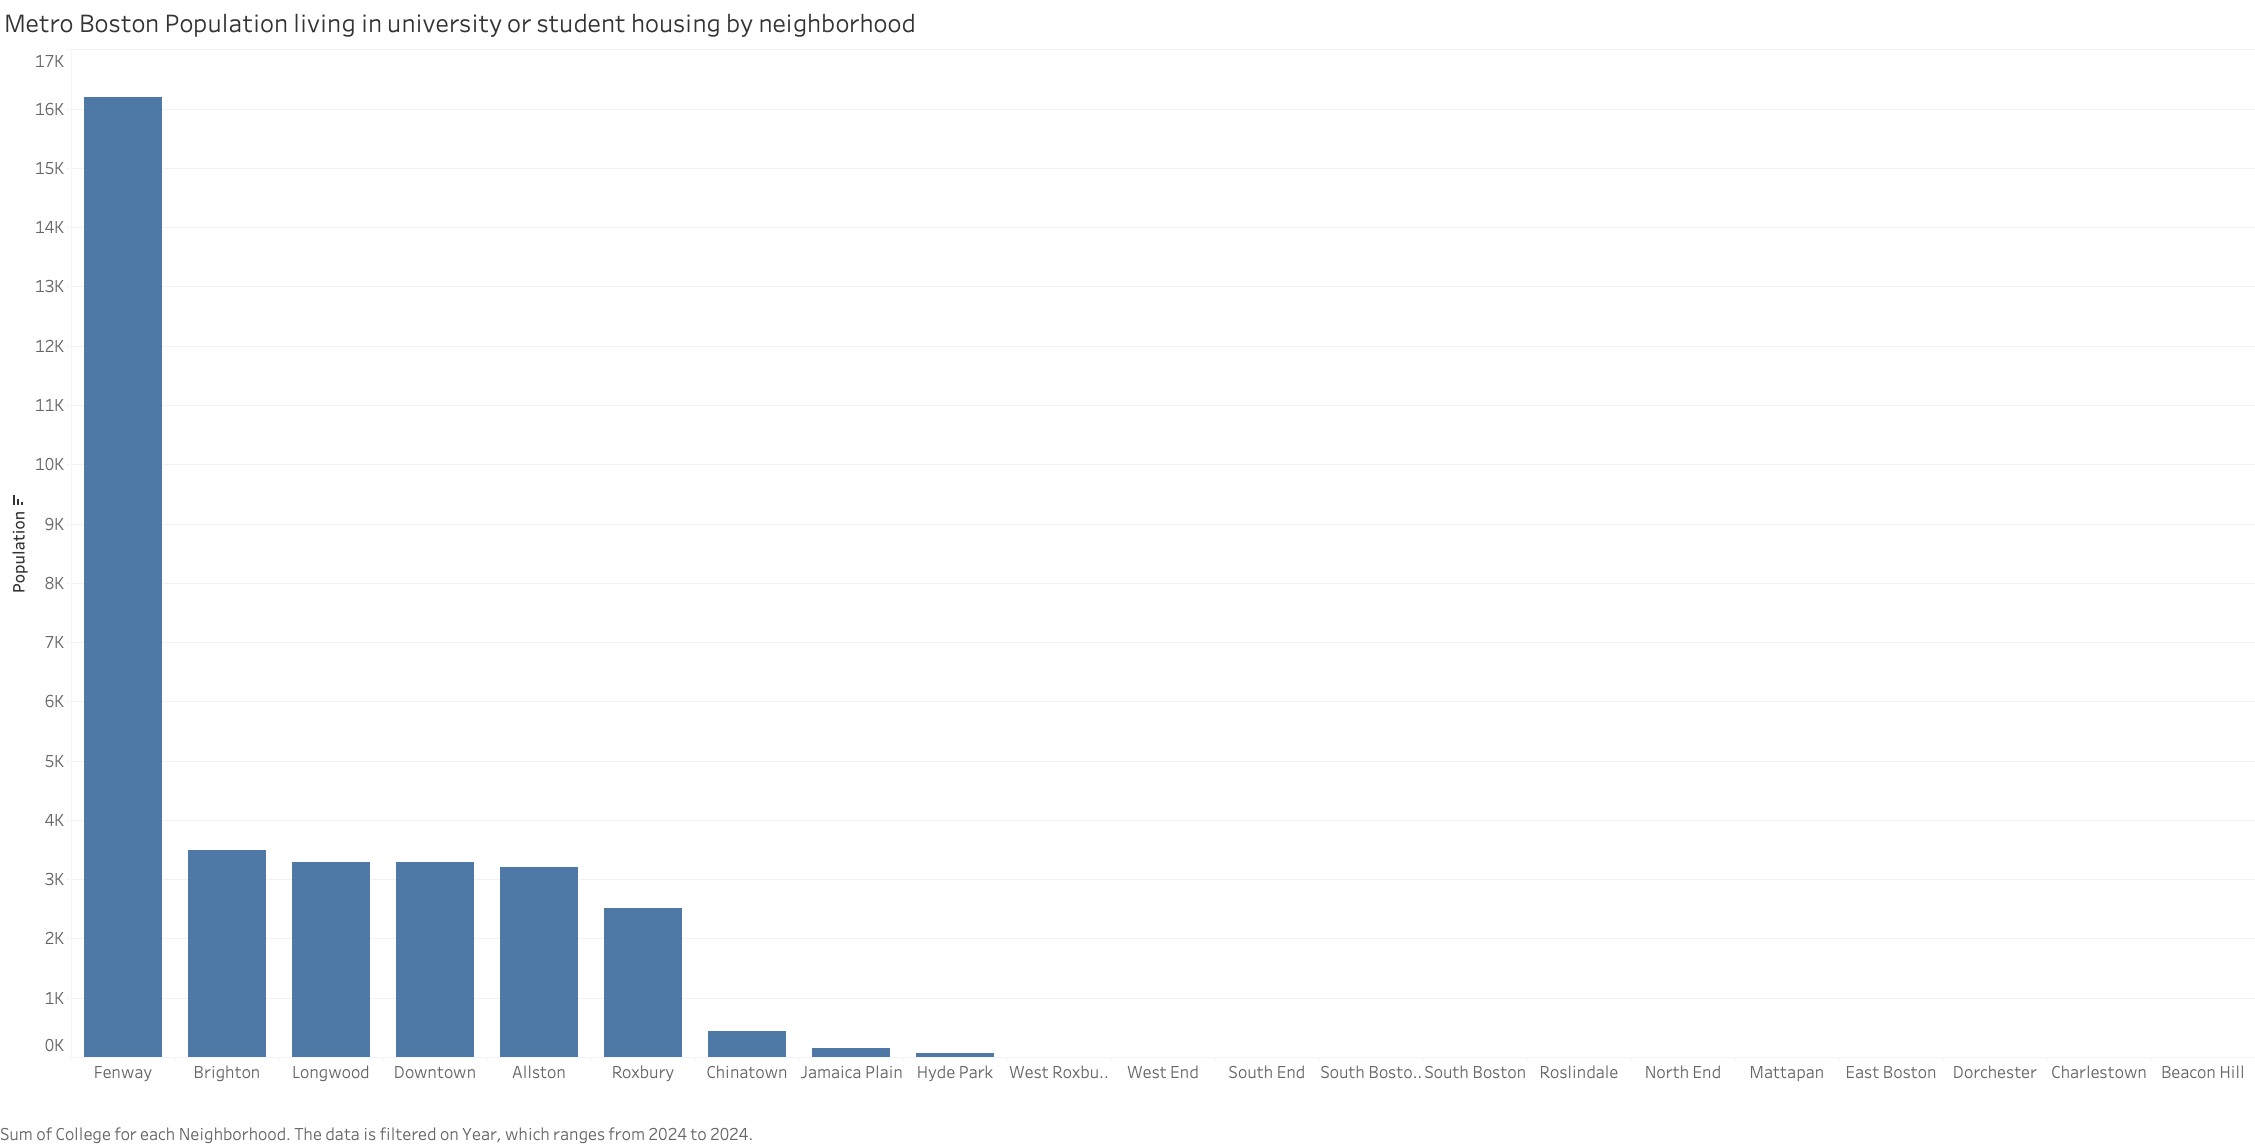 Metro Boston Population living in university or student housing by neighborhood
17K
16K
15K
14K
13K
12K
11K
10K
9K
8K
7K
6K
5K
4K
3K
2K
1K
0K
Population
Fenway Brighton Longwood Downtown Allston Roxbury Chinatown Jamaica Plain Hyde Park West Roxbu.. West End South End South Bosto.. South Boston Roslindale North End Mattapan East Boston Dorchester Charlestown Beacon Hill
Sum of College for each Neighborhood. The data is filtered on Year, which ranges from 2024 to 2024.